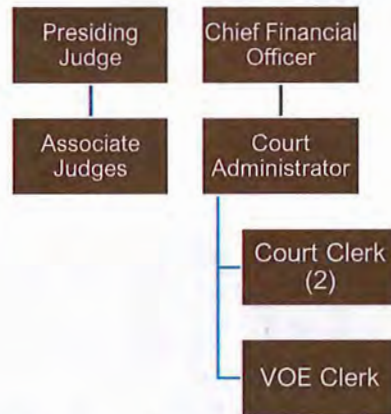 Presiding
Judge
Associate
Judges
Chief Financial
Officer
Court
Administrator
Court Clerk
(2)
VOE Clerk